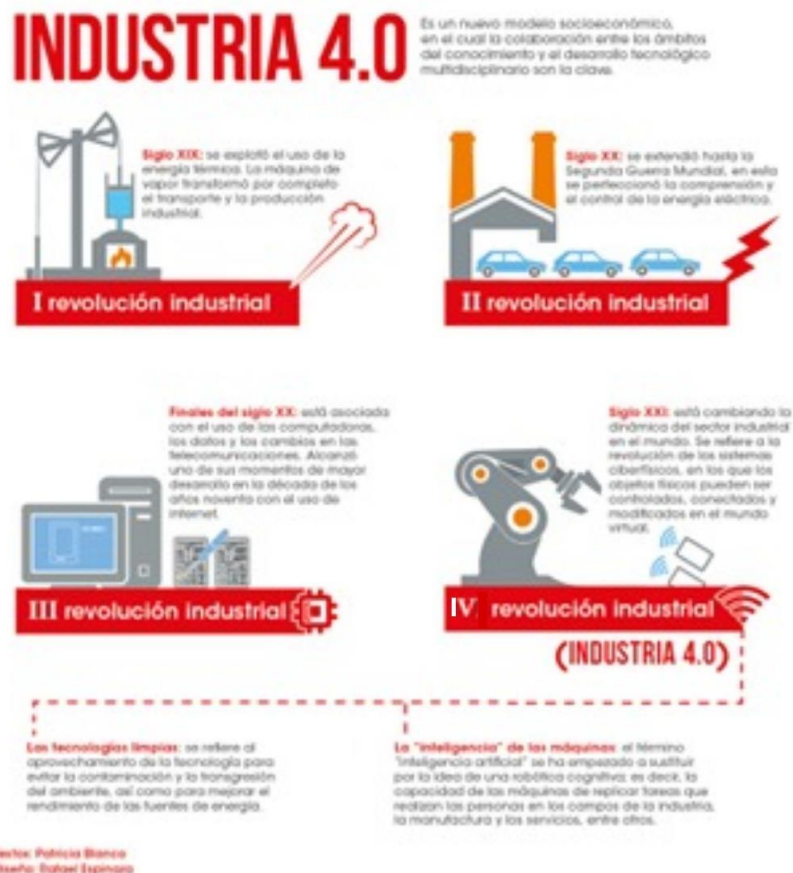 INDUSTRIA 4.0
Es un nuevo modelo socioeconómico,
en el cual la colaboración entre los ámbitos
del conocimiento y el desarrollo tecnológico
multidisciplinario son la clave.
Siglo XIX: se explotó el uso de la
energía térmica. La máquina de
vapor transformó por completo
el transporte y la producción
industrial.
I revolución industrial
Siglo XX: se extendió hasta la
Segunda Guerra Mundial, en esta
se perfeccionó la comprensión y
el control de la energía eléctrica.
II revolución industrial
Finales del siglo XX: está asociada
con el uso de las computadoras,
los datos y los cambios en las
telecomunicaciones. Alcanzó
uno de sus momentos de mayor
desarrollo en la década de los
años noventa con el uso de
internet.
III revolución industrial
Siglo XXI: está cambiando la
dinámica del sector industrial
en el mundo. Se refiere a la
revolución de los sistemas
ciberfísicos, en los que los
objetos físicos pueden ser
controlados, conectados y
modificados en el mundo
virtual.
IV revolución industrial
(INDUSTRIA 4.0)
Las tecnologías limpias: se refiere al
aprovechamiento de la tecnología para
evitar la contaminación y la transgresión
del ambiente, así como para mejorar el
rendimiento de las fuentes de energía.
La "inteligencia" de las máquinas: el término
"inteligencia artificial" se ha empezado a sustituir
por la idea de una robótica cognitiva; es decir, la
capacidad de las máquinas de replicar tareas que
realizan las personas en los campos de la industria,
la manufactura y los servicios, entre otros.
Patricia Blanco
Rafael Espinoza